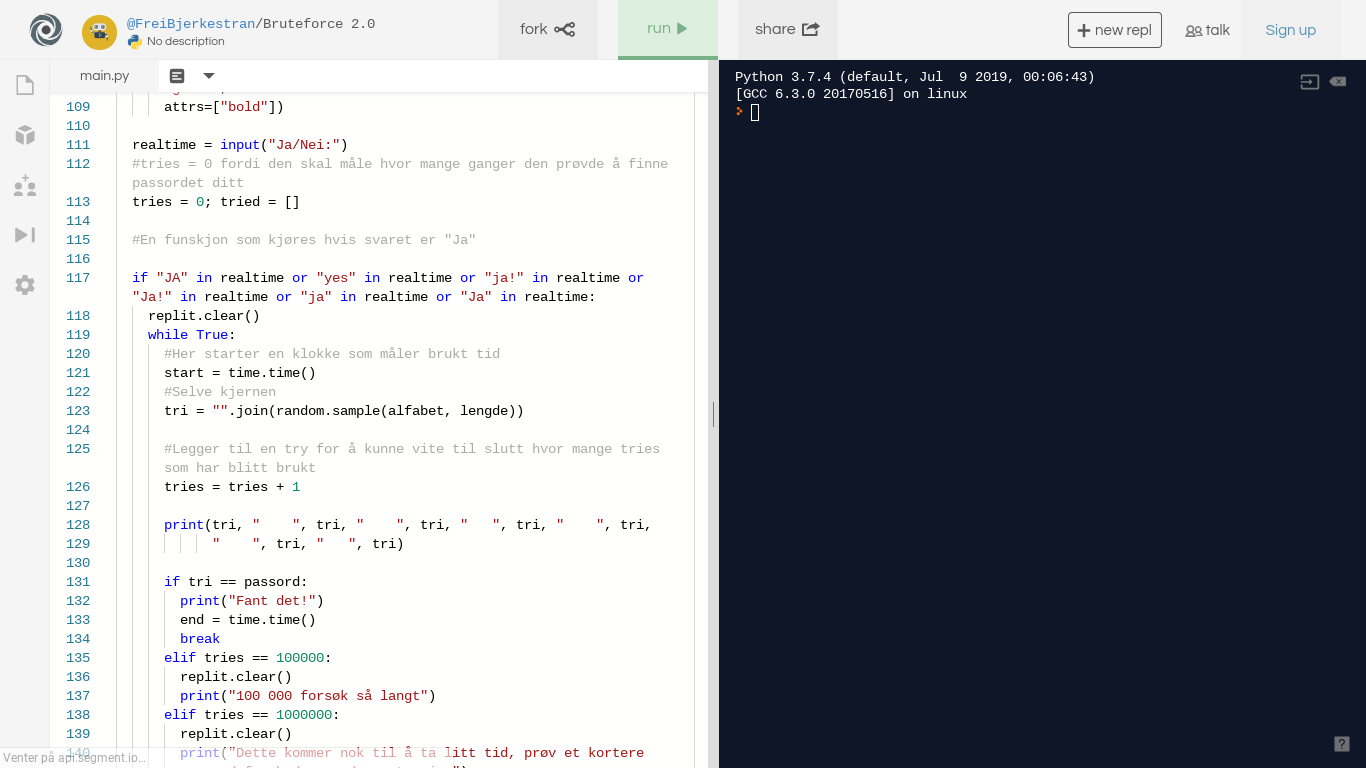 @FreiBjerkestran/Bruteforce 2.0
No description
fork
run
share
+ new repl
talk
Sign up
main.py
109 attrs=["bold"])
110
111 realtime = input("Ja/Nei:")
112 #tries = 0 fordi den skal måle hvor mange ganger den prøvde å finne
passordet ditt
113 tries = 0; tried = []
114
115 #En funskjon som kjøres hvis svaret er "Ja"
116
117 if "JA" in realtime or "yes" in realtime or "ja!" in realtime or
"Ja!" in realtime or "ja" in realtime or "Ja" in realtime:
118 replit.clear()
119 while True:
120 #Her starter en klokke som måler brukt tid
121 start = time.time()
122 #Selve kjernen
123 tri = "".join(random.sample(alfabet, lengde))
124
125 #Legger til en try for å kunne vite til slutt hvor mange tries
som har blitt brukt
126 tries = tries + 1
127
128 print(tri, "    ", tri, "    ", tri, "   ", tri, "    ", tri,
129 "    ", tri, "   ", tri)
130
131 if tri == passord:
132 print("Fant det!")
133 end = time.time()
134 break
135 elif tries == 100000:
136 replit.clear()
137 print("100 000 forsøk så langt")
138 elif tries == 1000000:
139 replit.clear()
140 print("Dette kommer nok til å ta litt tid, prøv et kortere
Venter på api.segment.io...
Python 3.7.4 (default, Jul  9 2019, 00:06:43)
[GCC 6.3.0 20170516] on linux
?